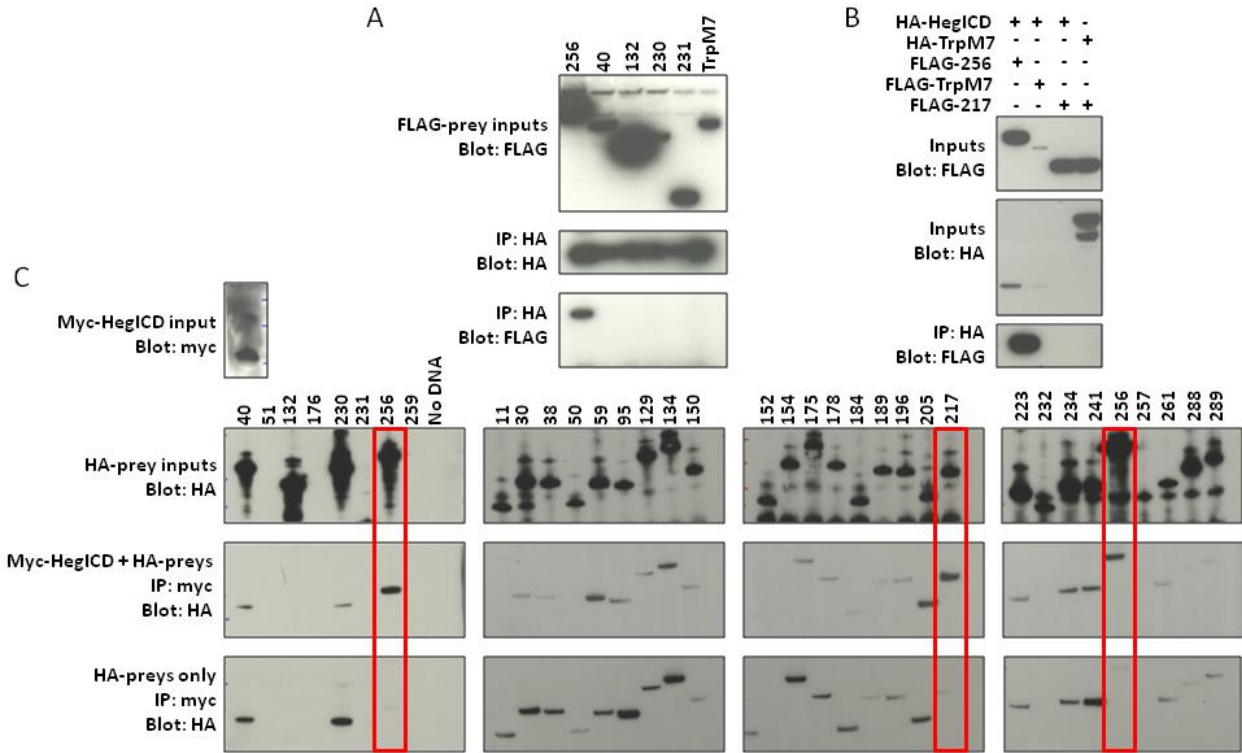 A
256 40 132 230 231 TrpM7
FLAG-prey inputs
Blot: FLAG
IP: HA
Blot: HA
IP: HA
Blot: FLAG
B
HA-HegICD + + + -
HA-TrpM7 - - - +
FLAG-256 + - - -
FLAG-TrpM7 - + - -
FLAG-217 - - + +
Inputs
Blot: FLAG
Inputs
Blot: HA
IP: HA
Blot: FLAG
C
Myc-HegICD input
Blot: myc
40 51 132 176 230 231 256 259 No DNA
11 30 38 50 59 95 129 134 150
152 154 175 178 184 189 196 205 217
223 232 234 241 256 257 261 288 289
HA-prey inputs
Blot: HA
Myc-HegICD + HA-preys
IP: myc
Blot: HA
HA-preys only
IP: myc
Blot: HA